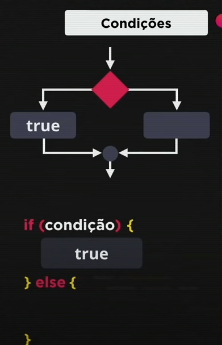 Condições
true
if (condição) {
true
} else {
}